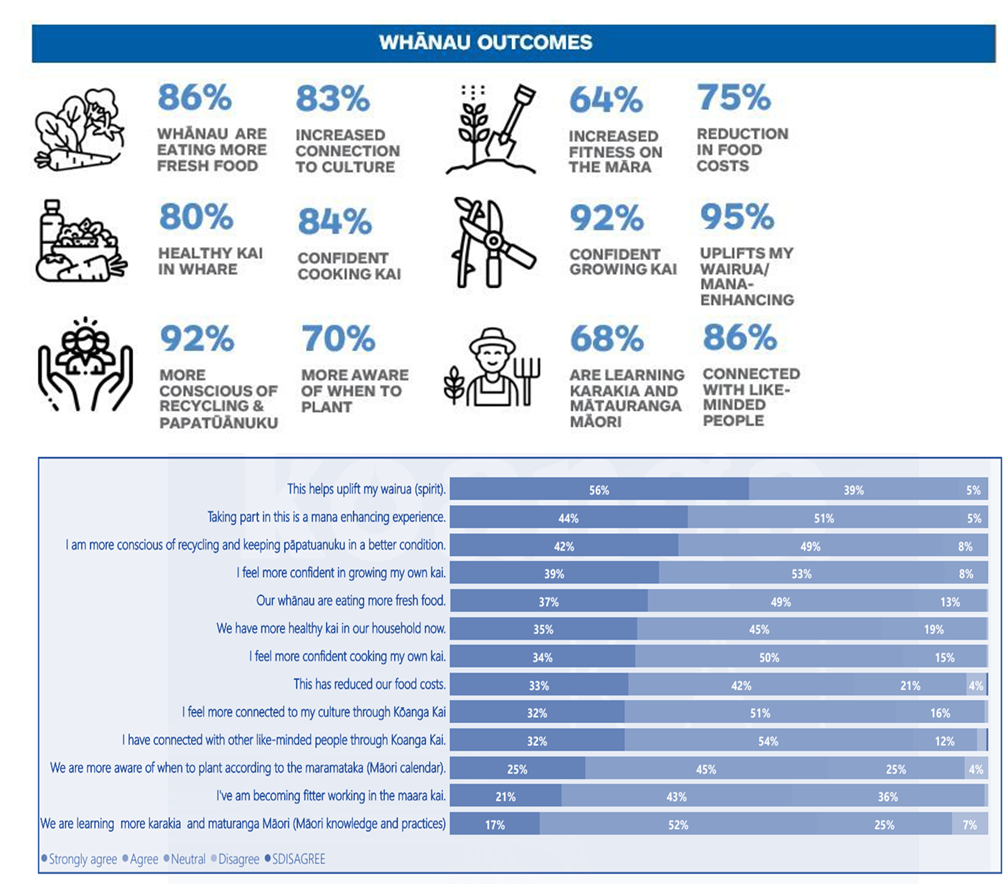 WHĀNAU OUTCOMES
86%
WHĀNAU ARE
EATING MORE
FRESH FOOD
83%
INCREASED
CONNECTION
TO CULTURE
64%
INCREASED
FITNESS ON
THE MĀRA
75%
REDUCTION
IN FOOD
COSTS
80%
HEALTHY KAI
IN WHARE
84%
CONFIDENT
COOKING KAI
92%
CONFIDENT
GROWING KAI
95%
UPLIFTS MY
WAIRUA/
MANA-
ENHANCING
92%
MORE
CONSCIOUS OF
RECYCLING &
PAPATŪĀNUKU
70%
MORE AWARE
OF WHEN TO
PLANT
68%
ARE LEARNING
KARAKIA AND
MĀTAURANGA
MĀORI
86%
CONNECTED
WITH LIKE-
MINDED
PEOPLE
This helps uplift my wairua (spirit). 56% 39% 5%
Taking part in this is a mana enhancing experience. 44% 51% 5%
I am more conscious of recycling and keeping pāpatuanuku in a better condition. 42% 49% 8%
I feel more confident in growing my own kai. 39% 53% 8%
Our whānau are eating more fresh food. 37% 49% 13%
We have more healthy kai in our household now. 35% 45% 19%
I feel more confident cooking my own kai. 34% 50% 15%
This has reduced our food costs. 33% 42% 21% 4%
I feel more connected to my culture through Kōanga Kai 32% 51% 16%
I have connected with other like-minded people through Koanga Kai. 32% 54% 12%
We are more aware of when to plant according to the maramataka (Māori calendar). 25% 45% 25% 4%
I've am becoming fitter working in the maara kai. 21% 43% 36%
We are learning more karakia and maturanga Māori (Māori knowledge and practices) 17% 52% 25% 7%
Strongly agree Agree Neutral Disagree SDISAGREE